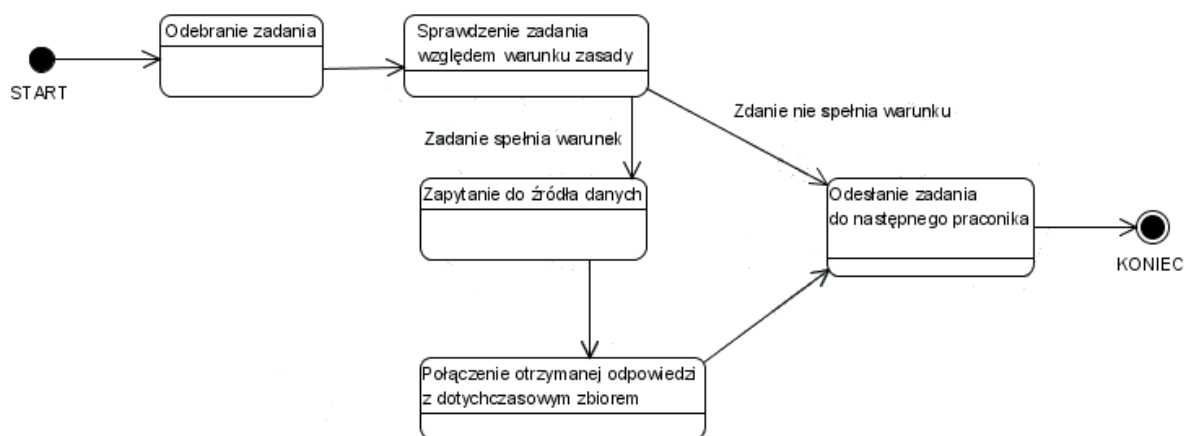 Odebranie zadania
Sprawdzenie zadania
względem warunku zasady
START
Zdanie nie spełnia warunku
Zadanie spełnia warunek
Zapytanie do źródła danych
Odesłanie zadania
do następnego praconika
KONIEC
Połączenie otrzymanej odpowiedzi
z dotychczasowym zbiorem